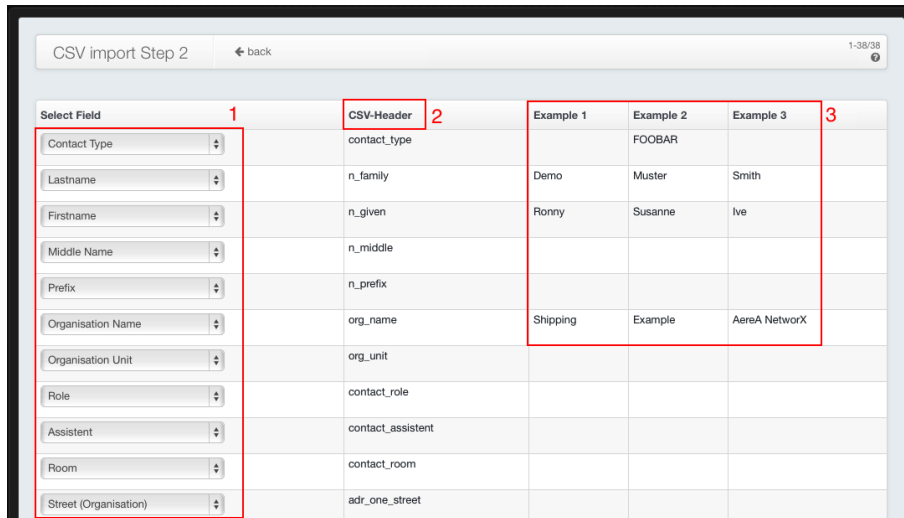 CSV import Step 2 back 1-38/38
Select Field 1 CSV-Header 2 Example 1 Example 2 Example 3 3
Contact Type contact_type FOOBAR
Lastname n_family Demo Muster Smith
Firstname n_given Ronny Susanne Ive
Middle Name n_middle
Prefix n_prefix
Organisation Name org_name Shipping Example AereA NetworX
Organisation Unit org_unit
Role contact_role
Assistent contact_assistent
Room contact_room
Street (Organisation) adr_one_street